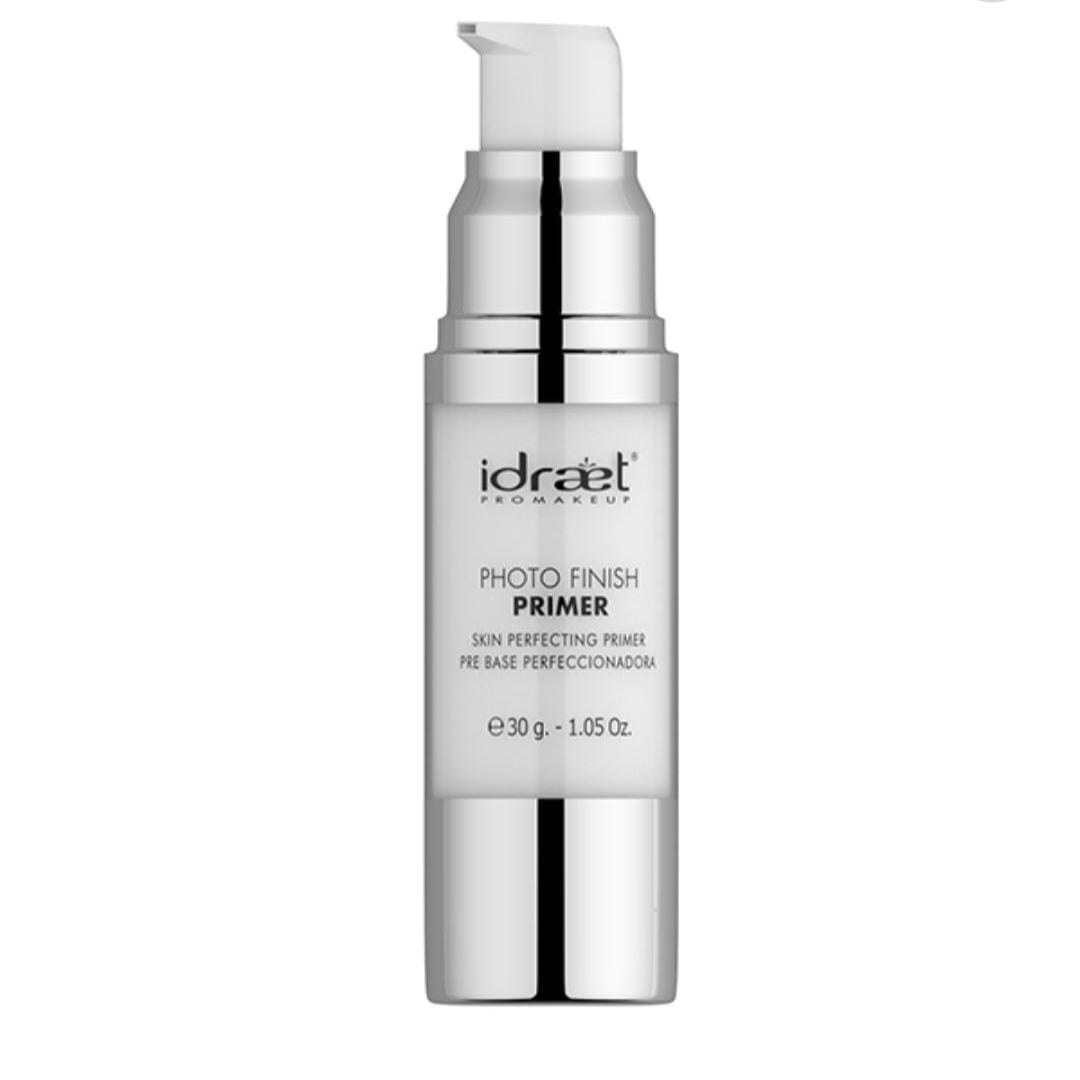 idraet®
PROMAKEUP
PHOTO FINISH
PRIMER
SKIN PERFECTING PRIMER
PRE BASE PERFECCIONADORA
℮ 30 g. - 1.05 Oz.